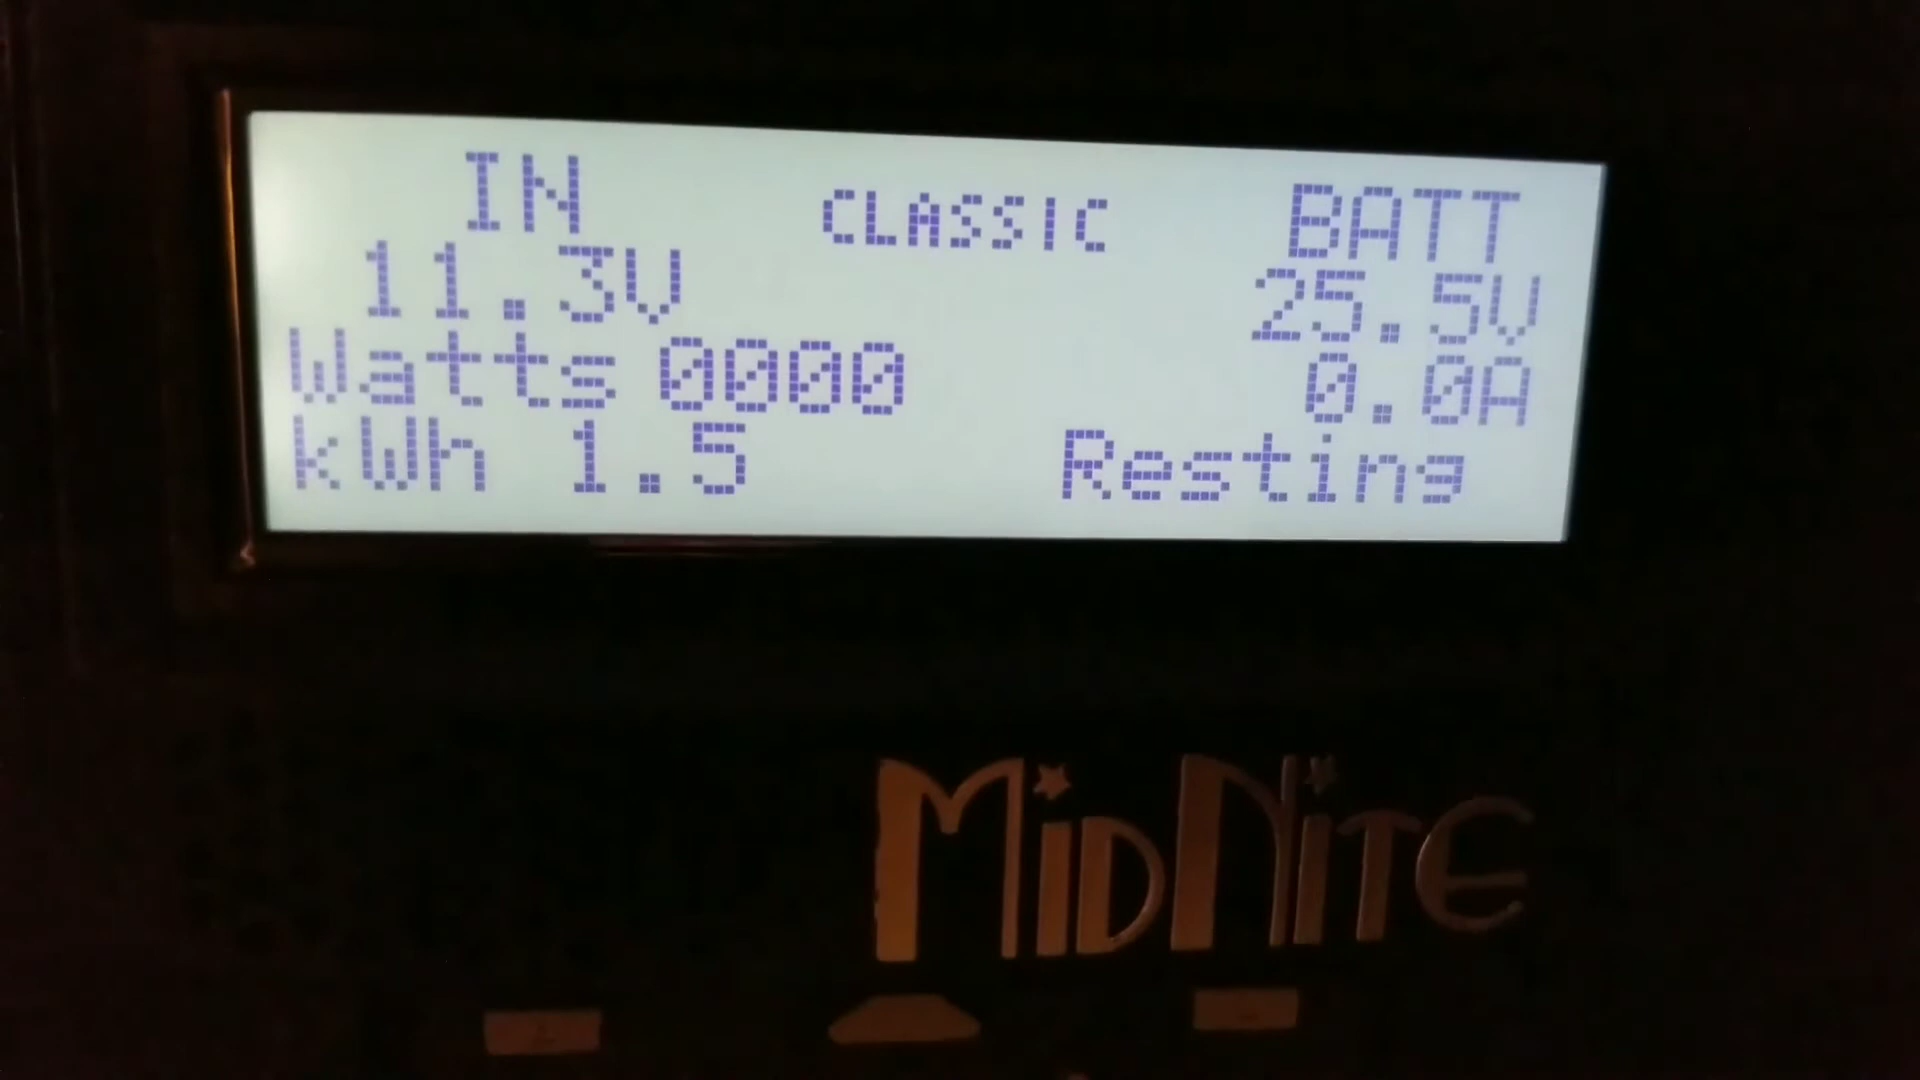 IN CLASSIC BATT
11.3V 25.5V
Watts 0000 0.0A
kWh 1.5 Resting
MIDNITE